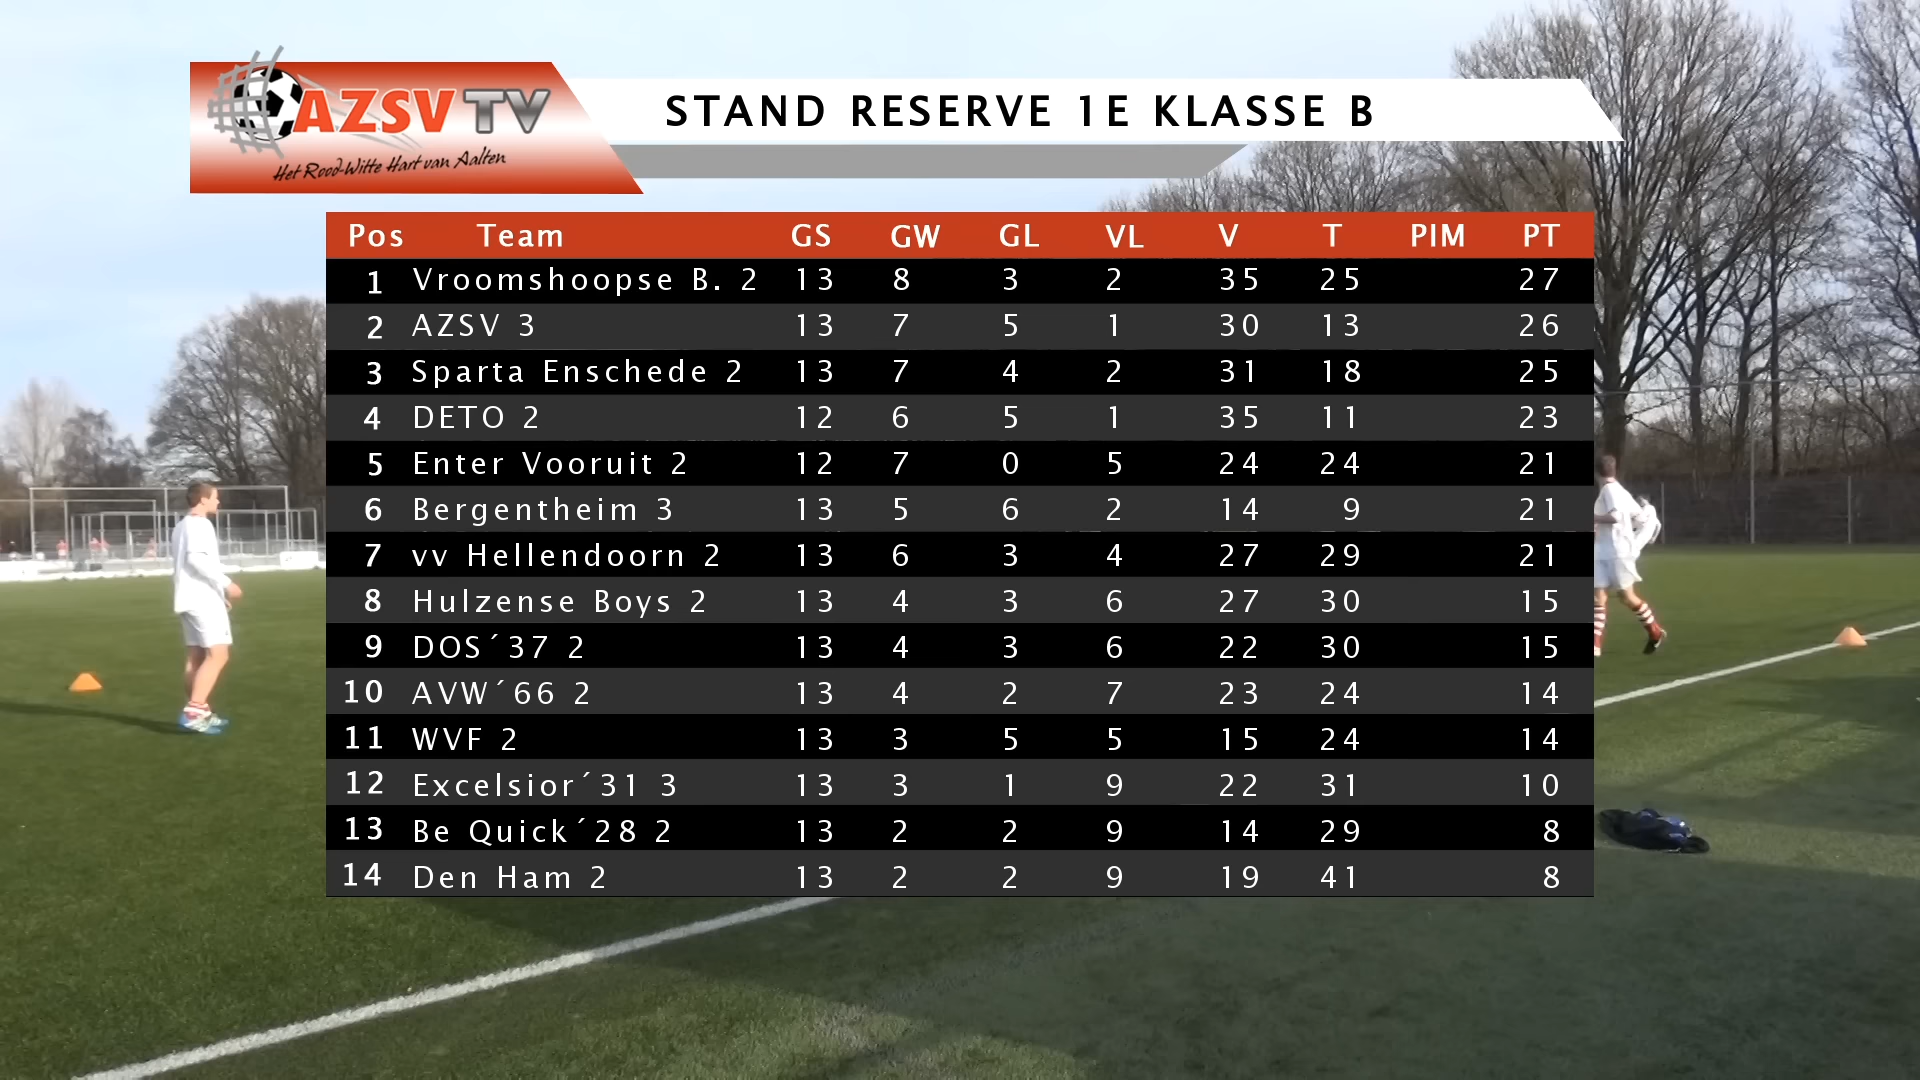 AZSV TV
Het Rood-Witte Hart van Aalten
STAND RESERVE 1E KLASSE B
Pos Team GS GW GL VL V T PIM PT
1 Vroomshoopse B. 2 13 8 3 2 35 25 27
2 AZSV 3 13 7 5 1 30 13 26
3 Sparta Enschede 2 13 7 4 2 31 18 25
4 DETO 2 12 6 5 1 35 11 23
5 Enter Vooruit 2 12 7 0 5 24 24 21
6 Bergentheim 3 13 5 6 2 14 9 21
7 vv Hellendoorn 2 13 6 3 4 27 29 21
8 Hulzense Boys 2 13 4 3 6 27 30 15
9 DOS´37 2 13 4 3 6 22 30 15
10 AVW´66 2 13 4 2 7 23 24 14
11 WVF 2 13 3 5 5 15 24 14
12 Excelsior´31 3 13 3 1 9 22 31 10
13 Be Quick´28 2 13 2 2 9 14 29 8
14 Den Ham 2 13 2 2 9 19 41 8